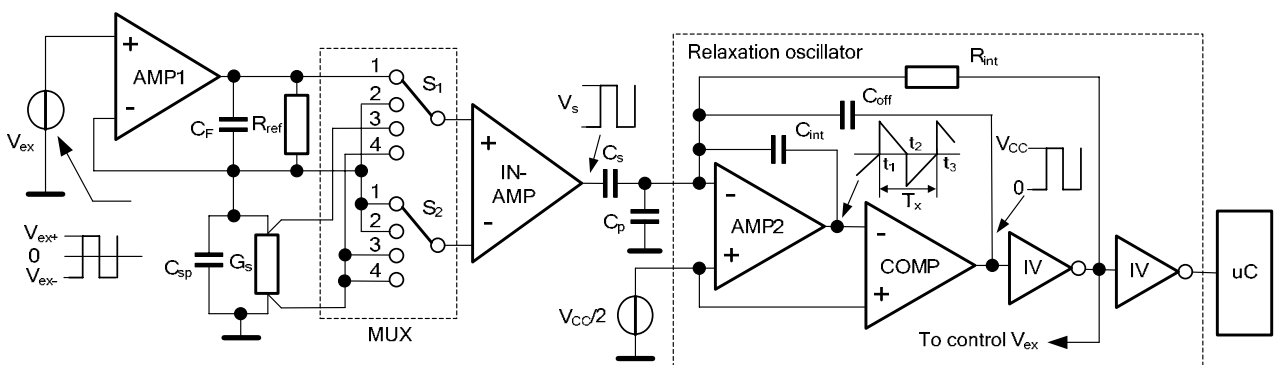 Relaxation oscillator
R_int
C_off
C_int
V_ex
+
AMP1
-
C_F
R_ref
1
2
3
4
S_1
1
2
3
4
S_2
MUX
+
IN-
AMP
-
V_s
C_s
C_p
-
AMP2
+
t_1
t_2
t_3
T_x
-
COMP
+
V_CC
0
IV
IV
uC
V_ex+
0
V_ex-
C_sp
G_s
V_CC/2
To control V_ex